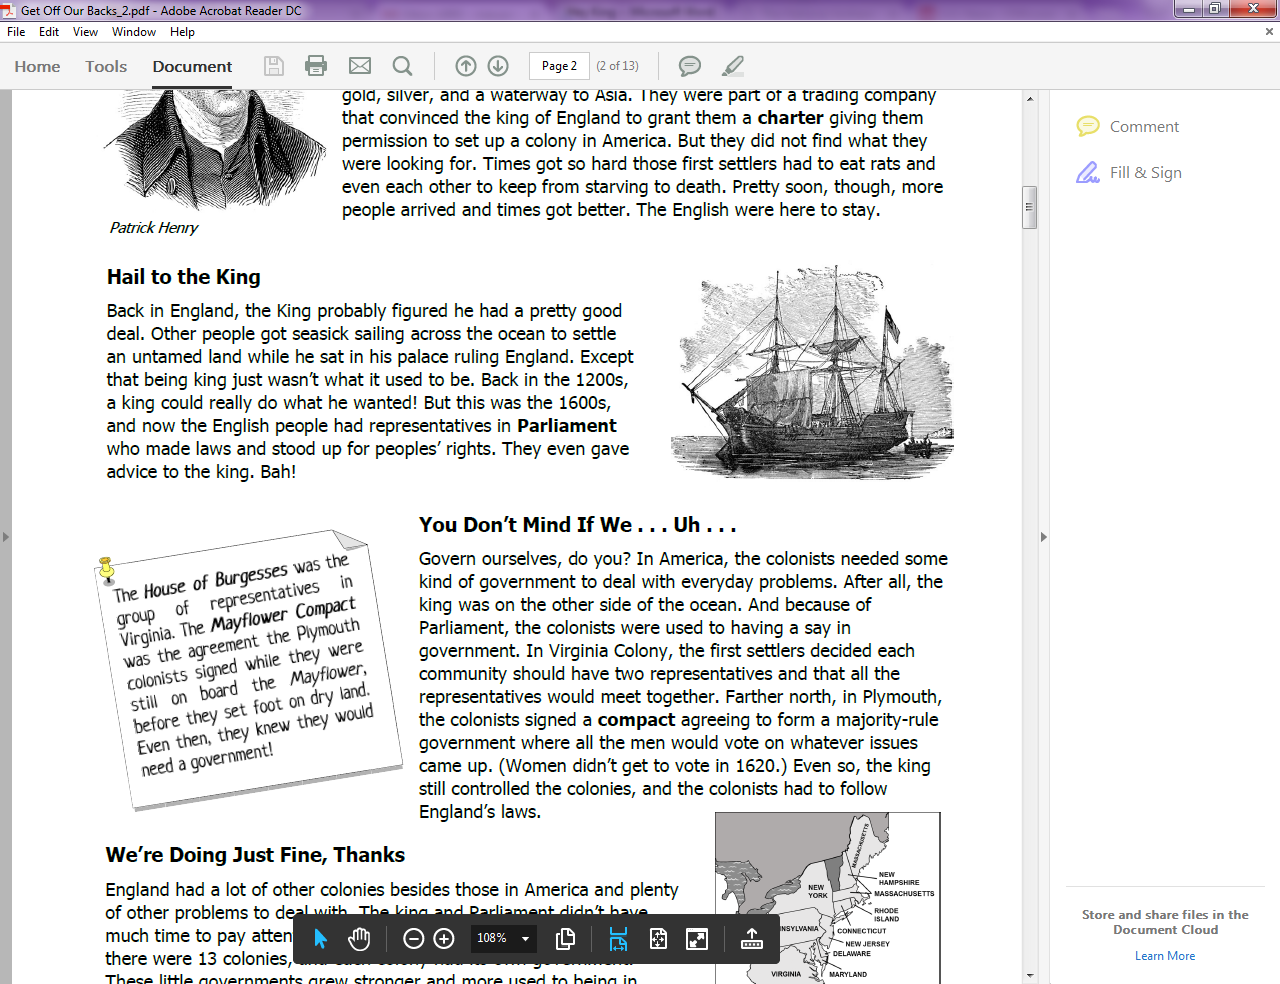 Get Off Our Backs_2.pdf - Adobe Acrobat Reader DC
File Edit View Window Help
Home Tools Document Page 2 (2 of 13)
gold, silver, and a waterway to Asia. They were part of a trading company
that convinced the king of England to grant them a charter giving them
permission to set up a colony in America. But they did not find what they
were looking for. Times got so hard those first settlers had to eat rats and
even each other to keep from starving to death. Pretty soon, though, more
people arrived and times got better. The English were here to stay.
Patrick Henry
Hail to the King
Back in England, the King probably figured he had a pretty good
deal. Other people got seasick sailing across the ocean to settle
an untamed land while he sat in his palace ruling England. Except
that being king just wasn't what it used to be. Back in the 1200s,
a king could really do what he wanted! But this was the 1600s,
and now the English people had representatives in Parliament
who made laws and stood up for peoples' rights. They even gave
advice to the king. Bah!
The House of Burgesses was the
group of representatives in
Virginia. The Mayflower Compact
was the agreement the Plymouth
colonists signed while they were
still on board the Mayflower,
before they set foot on dry land.
Even then, they knew they would
need a government!
You Don't Mind If We . . . Uh . . .
Govern ourselves, do you? In America, the colonists needed some
kind of government to deal with everyday problems. After all, the
king was on the other side of the ocean. And because of
Parliament, the colonists were used to having a say in
government. In Virginia Colony, the first settlers decided each
community should have two representatives and that all the
representatives would meet together. Farther north, in Plymouth,
the colonists signed a compact agreeing to form a majority-rule
government where all the men would vote on whatever issues
came up. (Women didn't get to vote in 1620.) Even so, the king
still controlled the colonies, and the colonists had to follow
England's laws.
We're Doing Just Fine, Thanks
England had a lot of other colonies besides those in America and plenty
of other problems to deal with. The king and Parliament didn't have
much time to pay atten
there were 13 colonies, and each colony had its own government.
These little governments grew stronger and more used to being in
MASSACHUSETTS
NEW
HAMPSHIRE
NEW
YORK
MASSACHUSETTS
RHODE
ISLAND
CONNECTICUT
NSYLVANIA
NEW JERSEY
DELAWARE
VIRGINIA
MARYLAND
108%
Comment
Fill & Sign
Store and share files in the
Document Cloud
Learn More